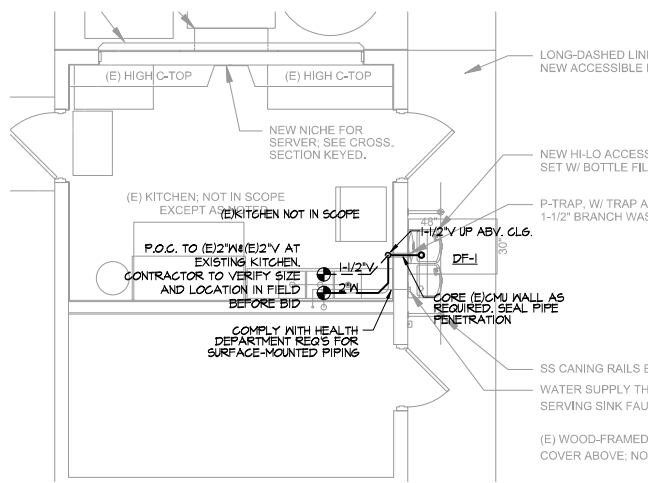 LONG-DASHED LIN
NEW ACCESSIBLE
(E) HIGH C-TOP
(E) HIGH C-TOP
NEW NICHE FOR
SERVER; SEE CROSS.
SECTION KEYED.
NEW HI-LO ACCESS
SET W/ BOTTLE FIL
(E) KITCHEN; NOT IN SCOPE
EXCEPT AS NOTED
(E)KITCHEN NOT IN SCOPE
P-TRAP, W/ TRAP A
1-1/2" BRANCH WAS
48"
1-1/2"V UP ABV. CLG.
30"
DF-1
P.O.C. TO (E)2"W&(E)2"V AT
EXISTING KITCHEN.
CONTRACTOR TO VERIFY SIZE
AND LOCATION IN FIELD
BEFORE BID
1-1/2"V
2"W
CORE (E)CMU WALL AS
REQUIRED. SEAL PIPE
PENETRATION
COMPLY WITH HEALTH
DEPARTMENT REQ'S FOR
SURFACE-MOUNTED PIPING
SS CANING RAILS E
WATER SUPPLY TH
SERVING SINK FAU
(E) WOOD-FRAMED
COVER ABOVE; NO